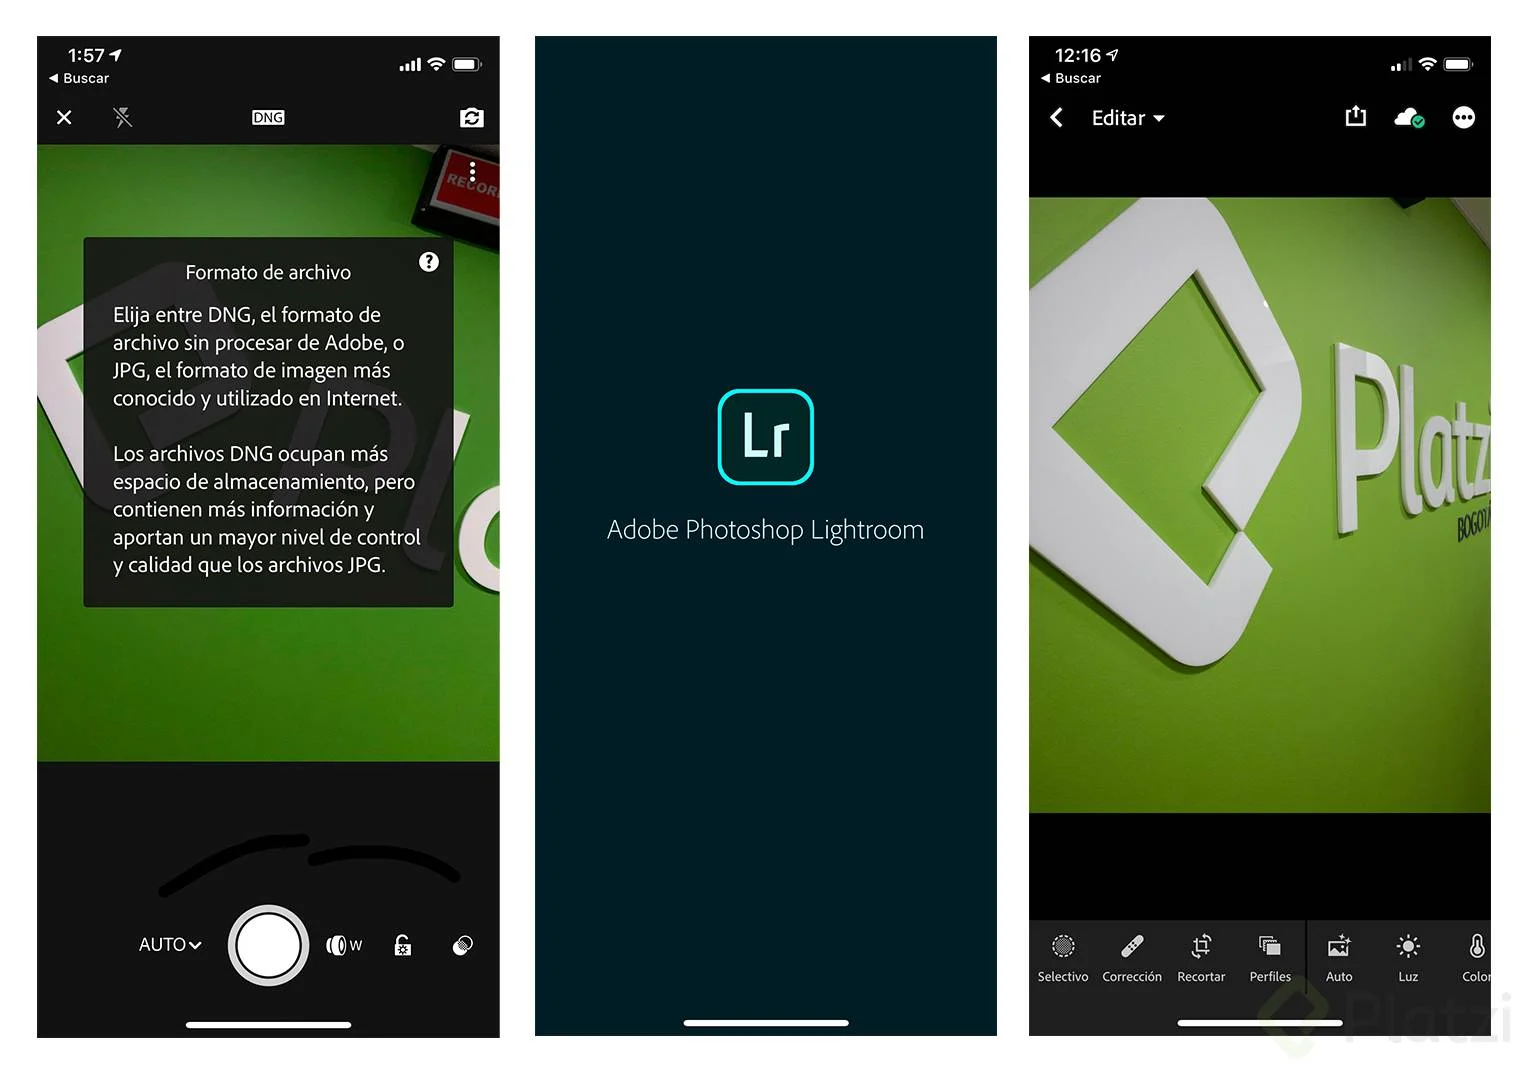 1:57
Buscar
DNG
RECOR
Formato de archivo
?
Elija entre DNG, el formato de
archivo sin procesar de Adobe, o
JPG, el formato de imagen más
conocido y utilizado en Internet.
Los archivos DNG ocupan más
espacio de almacenamiento, pero
contienen más información y
aportan un mayor nivel de control
y calidad que los archivos JPG.
AUTO
W
Lr
Adobe Photoshop Lightroom
12:16
Buscar
Editar
Platzi
BOGOTÁ
Selectivo
Corrección
Recortar
Perfiles
Auto
Luz
Color
Platzi